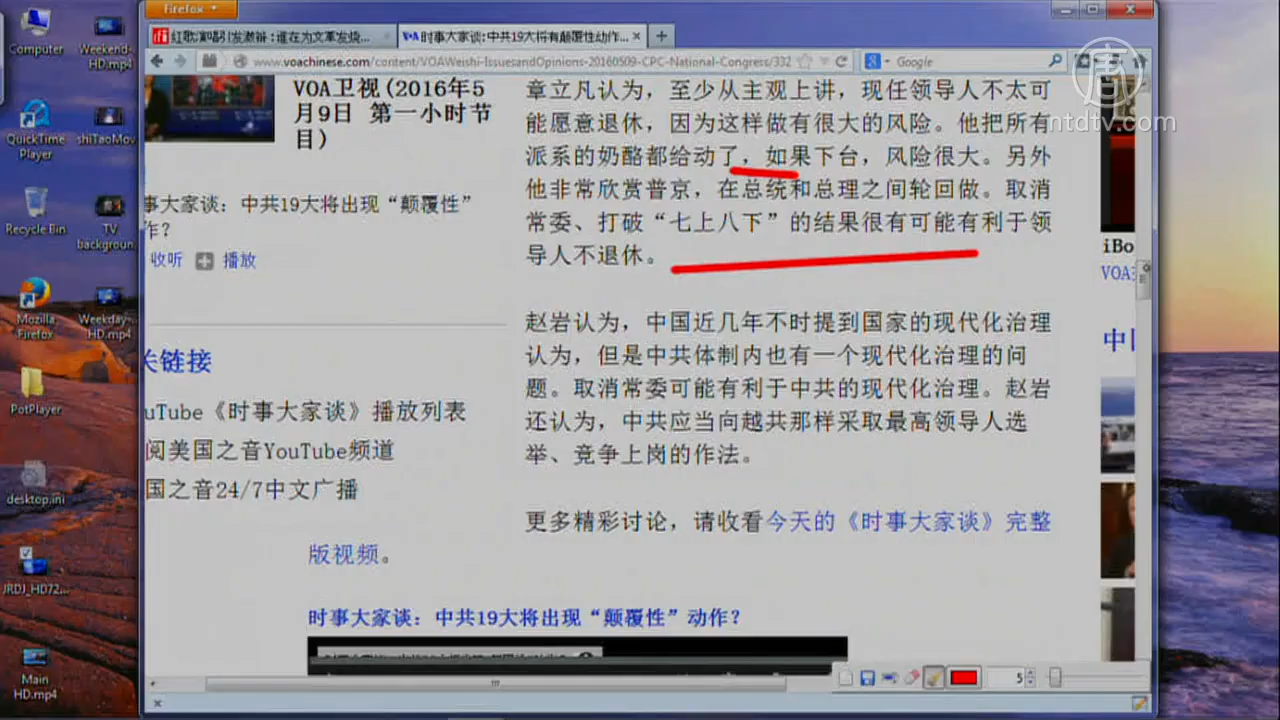 Firefox
红歌演唱引发激辩：谁在为文革发烧...
VOA 时事大家谈:中共19大将有颠覆性动作...
www.voachinese.com/content/VOAWeishi-IssuesandOpinions-20160509-CPC-National-Congress/332
Google
唐
ntdtv.com
Computer
Weekend-HD.mp4
QuickTime Player
shiTaoMov
Recycle Bin
TV backgroun...
Mozilla Firefox
Weekday-HD.mp4
PotPlayer
desktop.ini
JRDJ_HD72...
Main HD.mp4
VOA卫视(2016年5
月9日 第一小时节
目)
事大家谈：中共19大将出现“颠覆性”
作？
收听 播放
关链接
uTube《时事大家谈》播放列表
阅美国之音YouTube频道
国之音24/7中文广播
章立凡认为，至少从主观上讲，现任领导人不太可
能愿意退休，因为这样做有很大的风险。他把所有
派系的奶酪都给动了，如果下台，风险很大。另外
他非常欣赏普京，在总统和总理之间轮回做。取消
常委、打破“七上八下”的结果很有可能有利于领
导人不退休。
赵岩认为，中国近几年不时提到国家的现代化治理
认为，但是中共体制内也有一个现代化治理的问
题。取消常委可能有利于中共的现代化治理。赵岩
还认为，中共应当向越共那样采取最高领导人选
举、竞争上岗的作法。
更多精彩讨论，请收看今天的《时事大家谈》完整
版视频。
时事大家谈：中共19大将出现“颠覆性”动作？
iBo
VOA
中
5